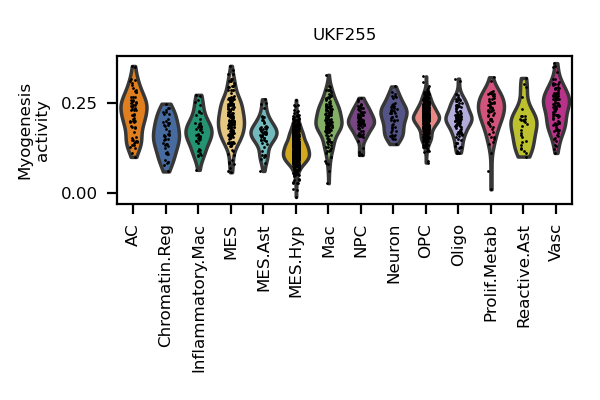 UKF255
Myogenesis
activity
0.25
0.00
AC
Chromatin.Reg
Inflammatory.Mac
MES
MES.Ast
MES.Hyp
Mac
NPC
Neuron
OPC
Oligo
Prolif.Metab
Reactive.Ast
Vasc